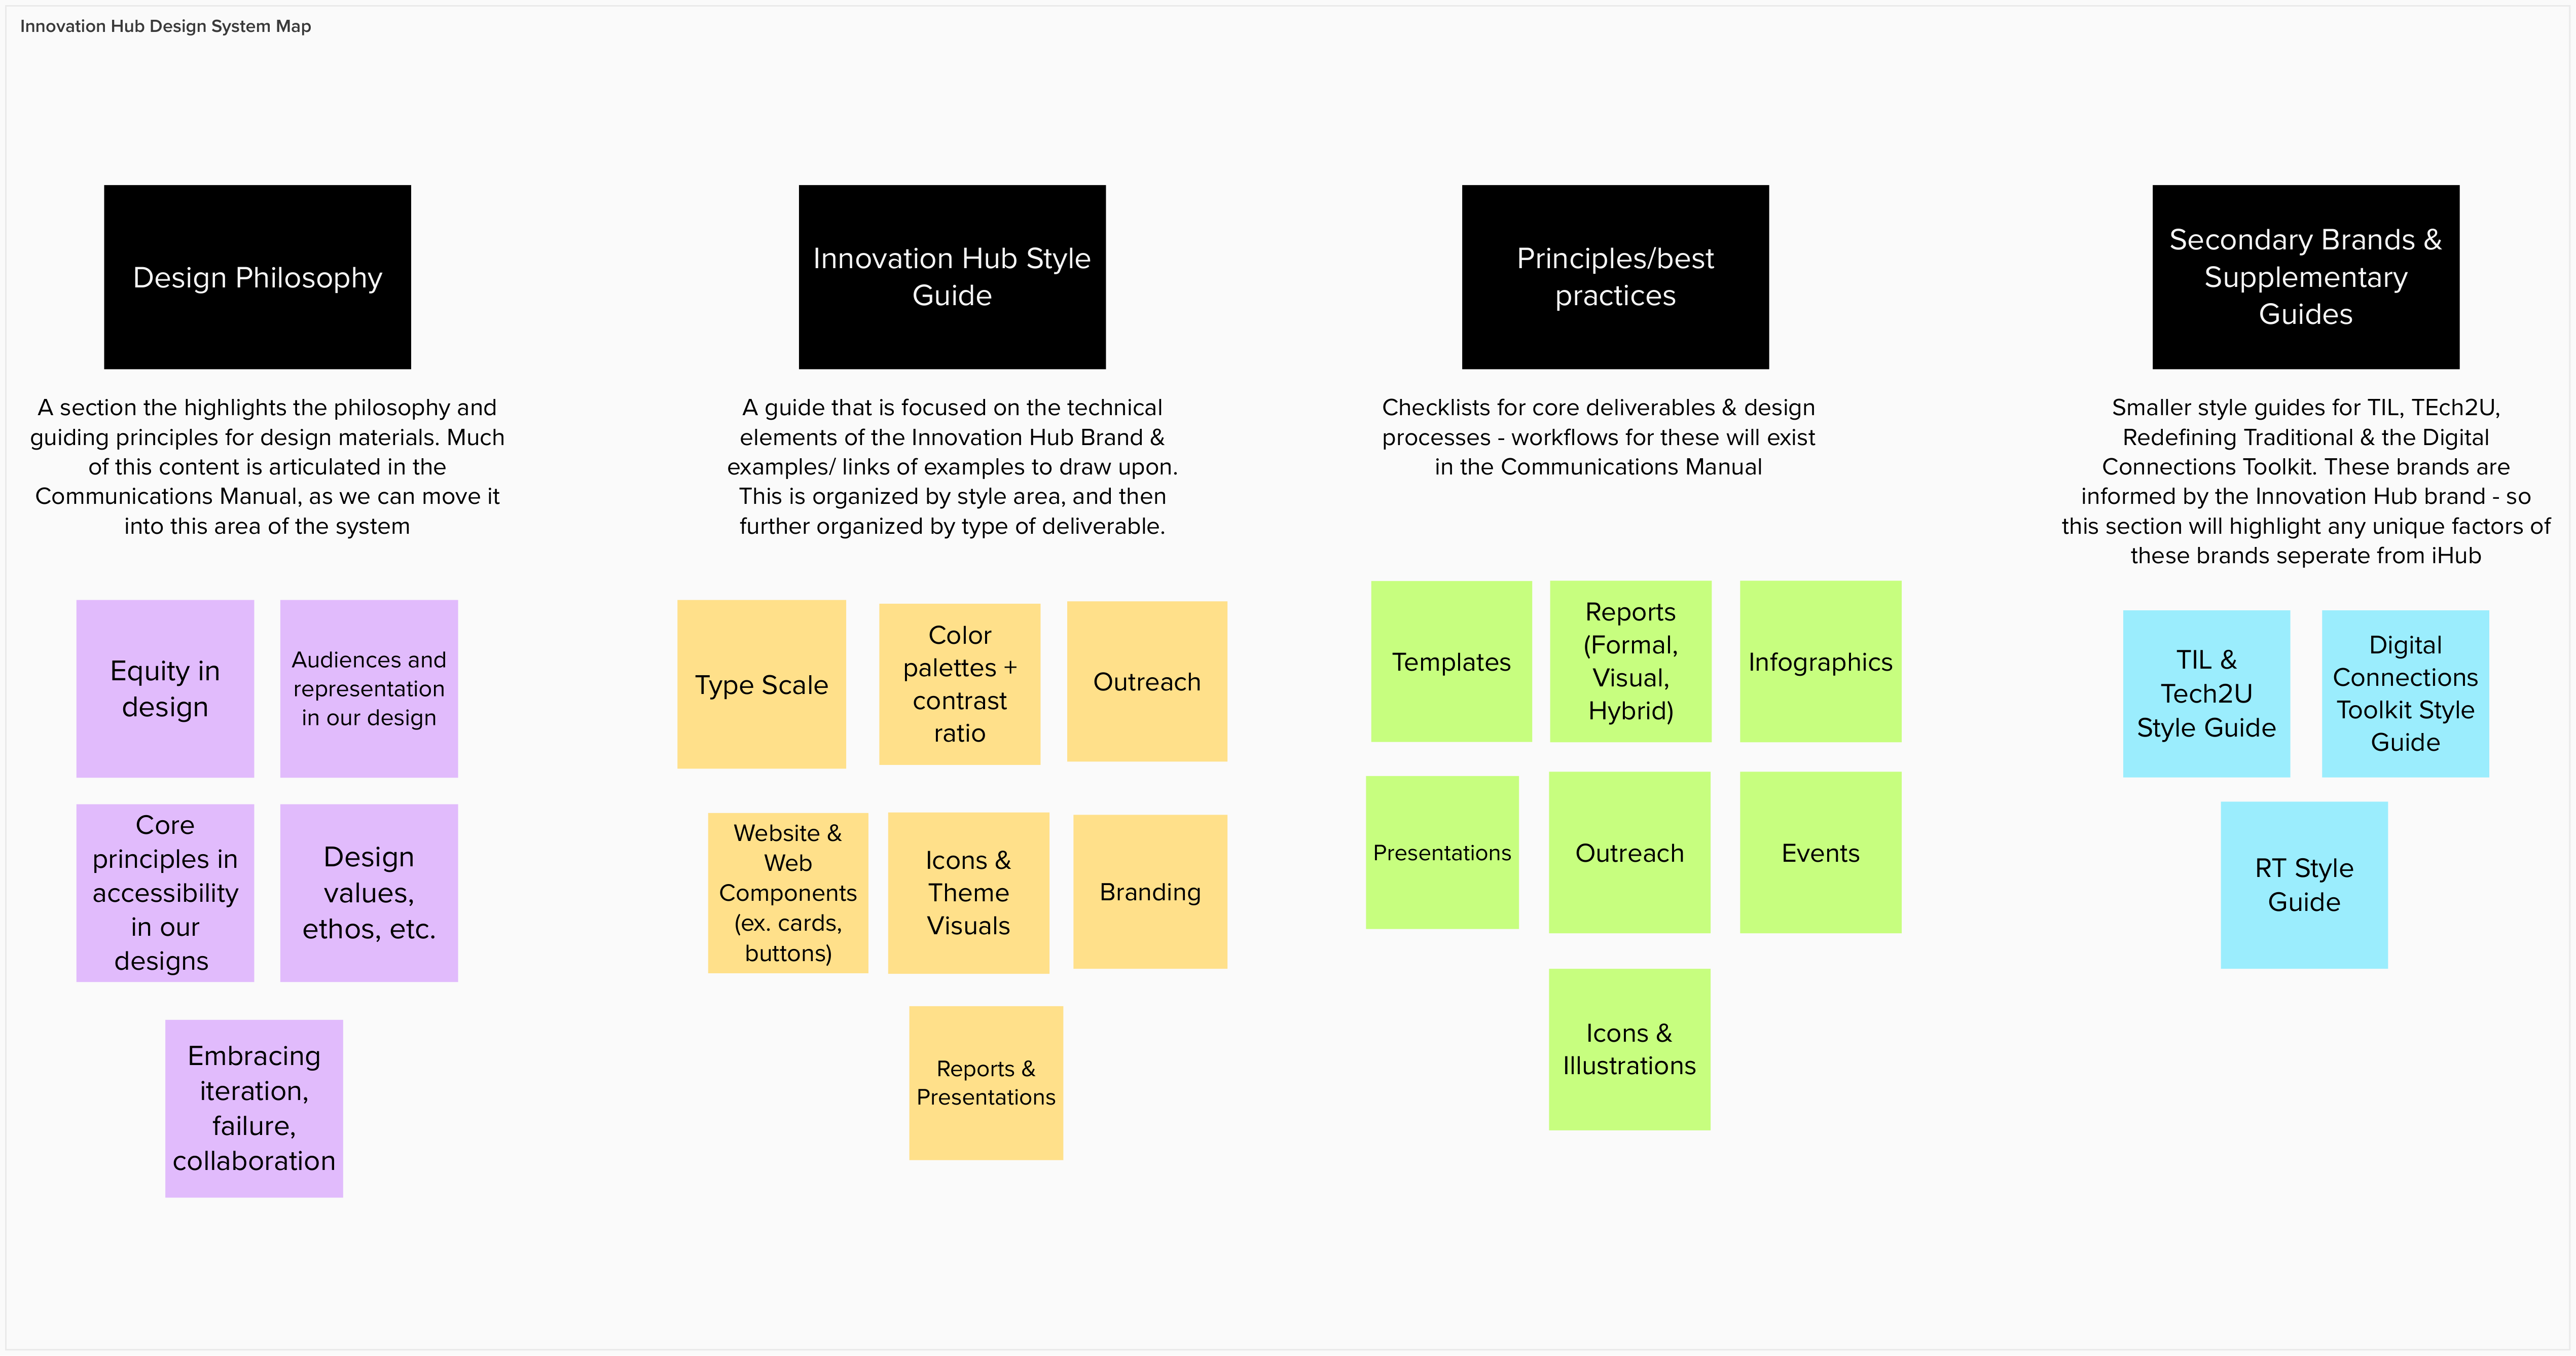 Innovation Hub Design System Map
Design Philosophy
A section the highlights the philosophy and
guiding principles for design materials. Much
of this content is articulated in the
Communications Manual, as we can move it
into this area of the system
Equity in
design
Audiences and
representation
in our design
Core
principles in
accessibility
in our
designs
Design
values,
ethos, etc.
Embracing
iteration,
failure,
collaboration
Innovation Hub Style
Guide
A guide that is focused on the technical
elements of the Innovation Hub Brand &
examples/ links of examples to draw upon.
This is organized by style area, and then
further organized by type of deliverable.
Type Scale
Color
palettes +
contrast
ratio
Outreach
Website &
Web
Components
(ex. cards,
buttons)
Icons &
Theme
Visuals
Branding
Reports &
Presentations
Principles/best
practices
Checklists for core deliverables & design
processes - workflows for these will exist
in the Communications Manual
Templates
Reports
(Formal,
Visual,
Hybrid)
Infographics
Presentations
Outreach
Events
Icons &
Illustrations
Secondary Brands &
Supplementary
Guides
Smaller style guides for TIL, TEch2U,
Redefining Traditional & the Digital
Connections Toolkit. These brands are
informed by the Innovation Hub brand - so
this section will highlight any unique factors of
these brands seperate from iHub
TIL &
Tech2U
Style Guide
Digital
Connections
Toolkit Style
Guide
RT Style
Guide